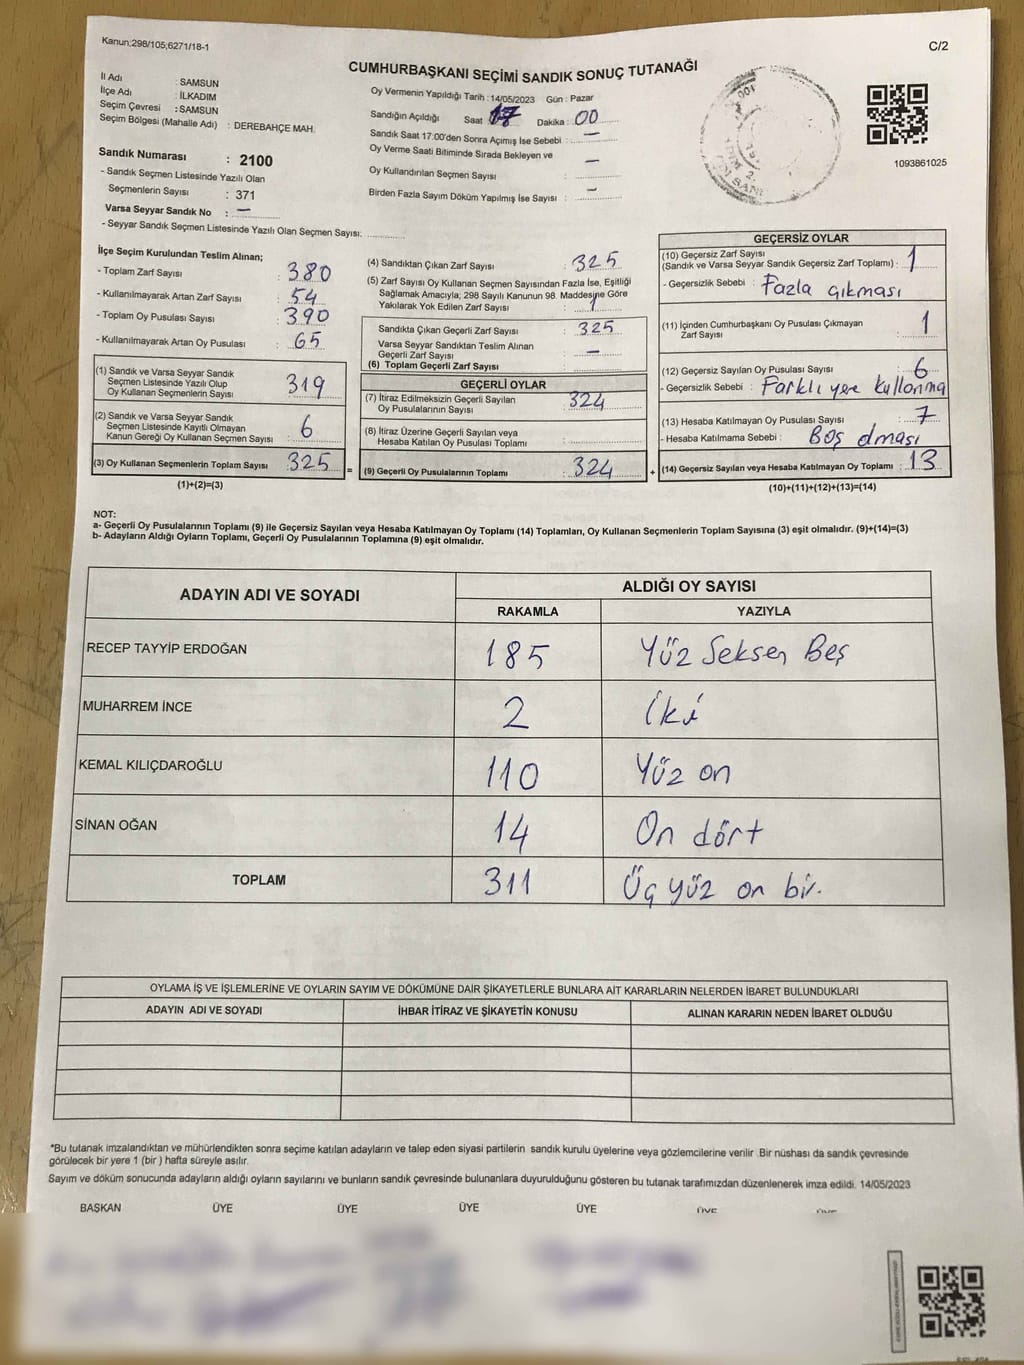 Kanun;298/105;6271/18-1
C/2
CUMHURBAŞKANI SEÇİMİ SANDIK SONUÇ TUTANAĞI
İl Adı : SAMSUN
İlçe Adı : İLKADIM
Seçim Çevresi : SAMSUN
Seçim Bölgesi (Mahalle Adı) : DEREBAHÇE MAH.
Sandık Numarası : 2100
- Sandık Seçmen Listesinde Yazılı Olan
Seçmenlerin Sayısı : 371
Varsa Seyyar Sandık No : —
- Seyyar Sandık Seçmen Listesinde Yazılı Olan Seçmen Sayısı:
Oy Vermenin Yapıldığı Tarih : 14/05/2023 Gün : Pazar
Sandığın Açıldığı Saat 17 Dakika : 00
Sandık Saat 17:00'den Sonra Açımış İse Sebebi : —
Oy Verme Saati Bitiminde Sırada Bekleyen ve
Oy Kullandırılan Seçmen Sayısı : —
Birden Fazla Sayım Döküm Yapılmış İse Sayısı : —
1093861025
İlçe Seçim Kurulundan Teslim Alınan;
- Toplam Zarf Sayısı : 380
- Kullanılmayarak Artan Zarf Sayısı : 54
- Toplam Oy Pusulası Sayısı : 390
- Kullanılmayarak Artan Oy Pusulası : 65
(1) Sandık ve Varsa Seyyar Sandık
Seçmen Listesinde Yazılı Olup
Oy Kullanan Seçmenlerin Sayısı : 319
(2) Sandık ve Varsa Seyyar Sandık
Seçmen Listesinde Kayıtlı Olmayan
Kanun Gereği Oy Kullanan Seçmen Sayısı : 6
(3) Oy Kullanan Seçmenlerin Toplam Sayısı : 325
(1)+(2)=(3)
(4) Sandıktan Çıkan Zarf Sayısı : 325
(5) Zarf Sayısı Oy Kullanan Seçmen Sayısından Fazla İse, Eşitliği
Sağlamak Amacıyla; 298 Sayılı Kanunun 98. Maddesine Göre
Yakılarak Yok Edilen Zarf Sayısı : 1
Sandıkta Çıkan Geçerli Zarf Sayısı : 325
Varsa Seyyar Sandıktan Teslim Alınan
Geçerli Zarf Sayısı : —
(6) Toplam Geçerli Zarf Sayısı
GEÇERLİ OYLAR
(7) İtiraz Edilmeksizin Geçerli Sayılan
Oy Pusulalarının Sayısı : 324
(8) İtiraz Üzerine Geçerli Sayılan veya
Hesaba Katılan Oy Pusulası Toplamı :
= (9) Geçerli Oy Pusulalarının Toplamı : 324
GEÇERSİZ OYLAR
(10) Geçersiz Zarf Sayısı
(Sandık ve Varsa Seyyar Sandık Geçersiz Zarf Toplamı) : 1
- Geçersizlik Sebebi : Fazla çıkması
(11) İçinden Cumhurbaşkanı Oy Pusulası Çıkmayan
Zarf Sayısı : 1
(12) Geçersiz Sayılan Oy Pusulası Sayısı : 6
- Geçersizlik Sebebi : Farklı yere kullanma
(13) Hesaba Katılmayan Oy Pusulası Sayısı : 7
- Hesaba Katılmama Sebebi : Boş olması
+ (14) Geçersiz Sayılan veya Hesaba Katılmayan Oy Toplamı : 13
(10)+(11)+(12)+(13)=(14)
NOT:
a- Geçerli Oy Pusulalarının Toplamı (9) ile Geçersiz Sayılan veya Hesaba Katılmayan Oy Toplamı (14) Toplamları, Oy Kullanan Seçmenlerin Toplam Sayısına (3) eşit olmalıdır. (9)+(14)=(3)
b- Adayların Aldığı Oyların Toplamı, Geçerli Oy Pusulalarının Toplamına (9) eşit olmalıdır.
ADAYIN ADI VE SOYADI
ALDIĞI OY SAYISI
RAKAMLA YAZIYLA
RECEP TAYYİP ERDOĞAN 185 Yüz Seksen Beş
MUHARREM İNCE 2 İki
KEMAL KILIÇDAROĞLU 110 Yüz on
SİNAN OĞAN 14 On dört
TOPLAM 311 Üç yüz on bir.
OYLAMA İŞ VE İŞLEMLERİNE VE OYLARIN SAYIM VE DÖKÜMÜNE DAİR ŞİKAYETLERLE BUNLARA AİT KARARLARIN NELERDEN İBARET BULUNDUKLARI
ADAYIN ADI VE SOYADI İHBAR İTİRAZ VE ŞİKAYETİN KONUSU ALINAN KARARIN NEDEN İBARET OLDUĞU
*Bu tutanak imzalandıktan ve mühürlendikten sonra seçime katılan adayların ve talep eden siyasi partilerin sandık kurulu üyelerine veya gözlemcilerine verilir .Bir nüshası da sandık çevresinde
görülecek bir yere 1 (bir ) hafta süreyle asılır.
Sayım ve döküm sonucunda adayların aldığı oyların sayılarını ve bunların sandık çevresinde bulunanlara duyurulduğunu gösteren bu tutanak tarafımızdan düzenlenerek imza edildi. 14/05/2023
BAŞKAN ÜYE ÜYE ÜYE ÜYE ÜYE ÜYE